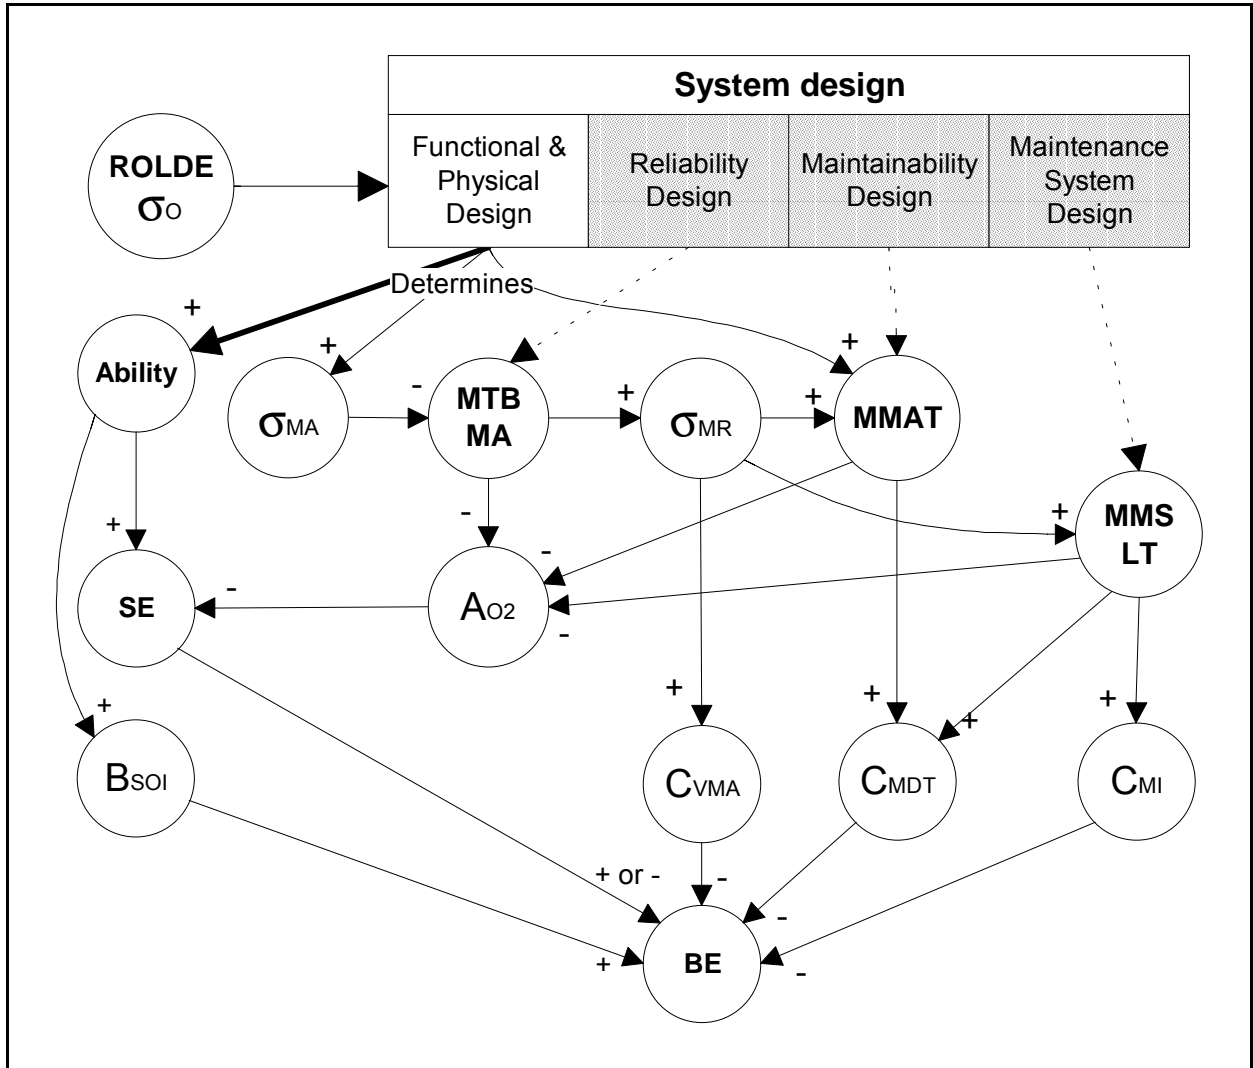 System design
ROLDE
σO
Functional &
Physical
Design
Reliability
Design
Maintainability
Design
Maintenance
System
Design
Determines
+
+
+
Ability
σMA
-
MTB
MA
+
σMR
+
MMAT
+
-
-
+
MMS
LT
SE
-
AO2
-
+
BSOI
+
CVMA
+
CMDT
+
+
CMI
+ or -
-
-
+
BE
-